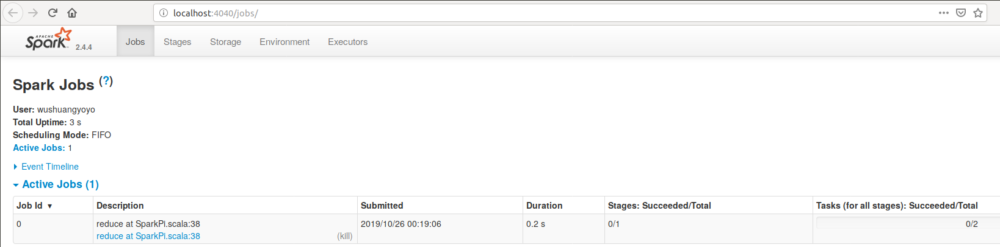 localhost:4040/jobs/
APACHE
Spark 2.4.4 Jobs Stages Storage Environment Executors
Spark Jobs (?)
User: wushuangyoyo
Total Uptime: 3 s
Scheduling Mode: FIFO
Active Jobs: 1
Event Timeline
Active Jobs (1)
Job Id ▼ Description Submitted Duration Stages: Succeeded/Total Tasks (for all stages): Succeeded/Total
0 reduce at SparkPi.scala:38 2019/10/26 00:19:06 0.2 s 0/1 0/2
reduce at SparkPi.scala:38 (kill)